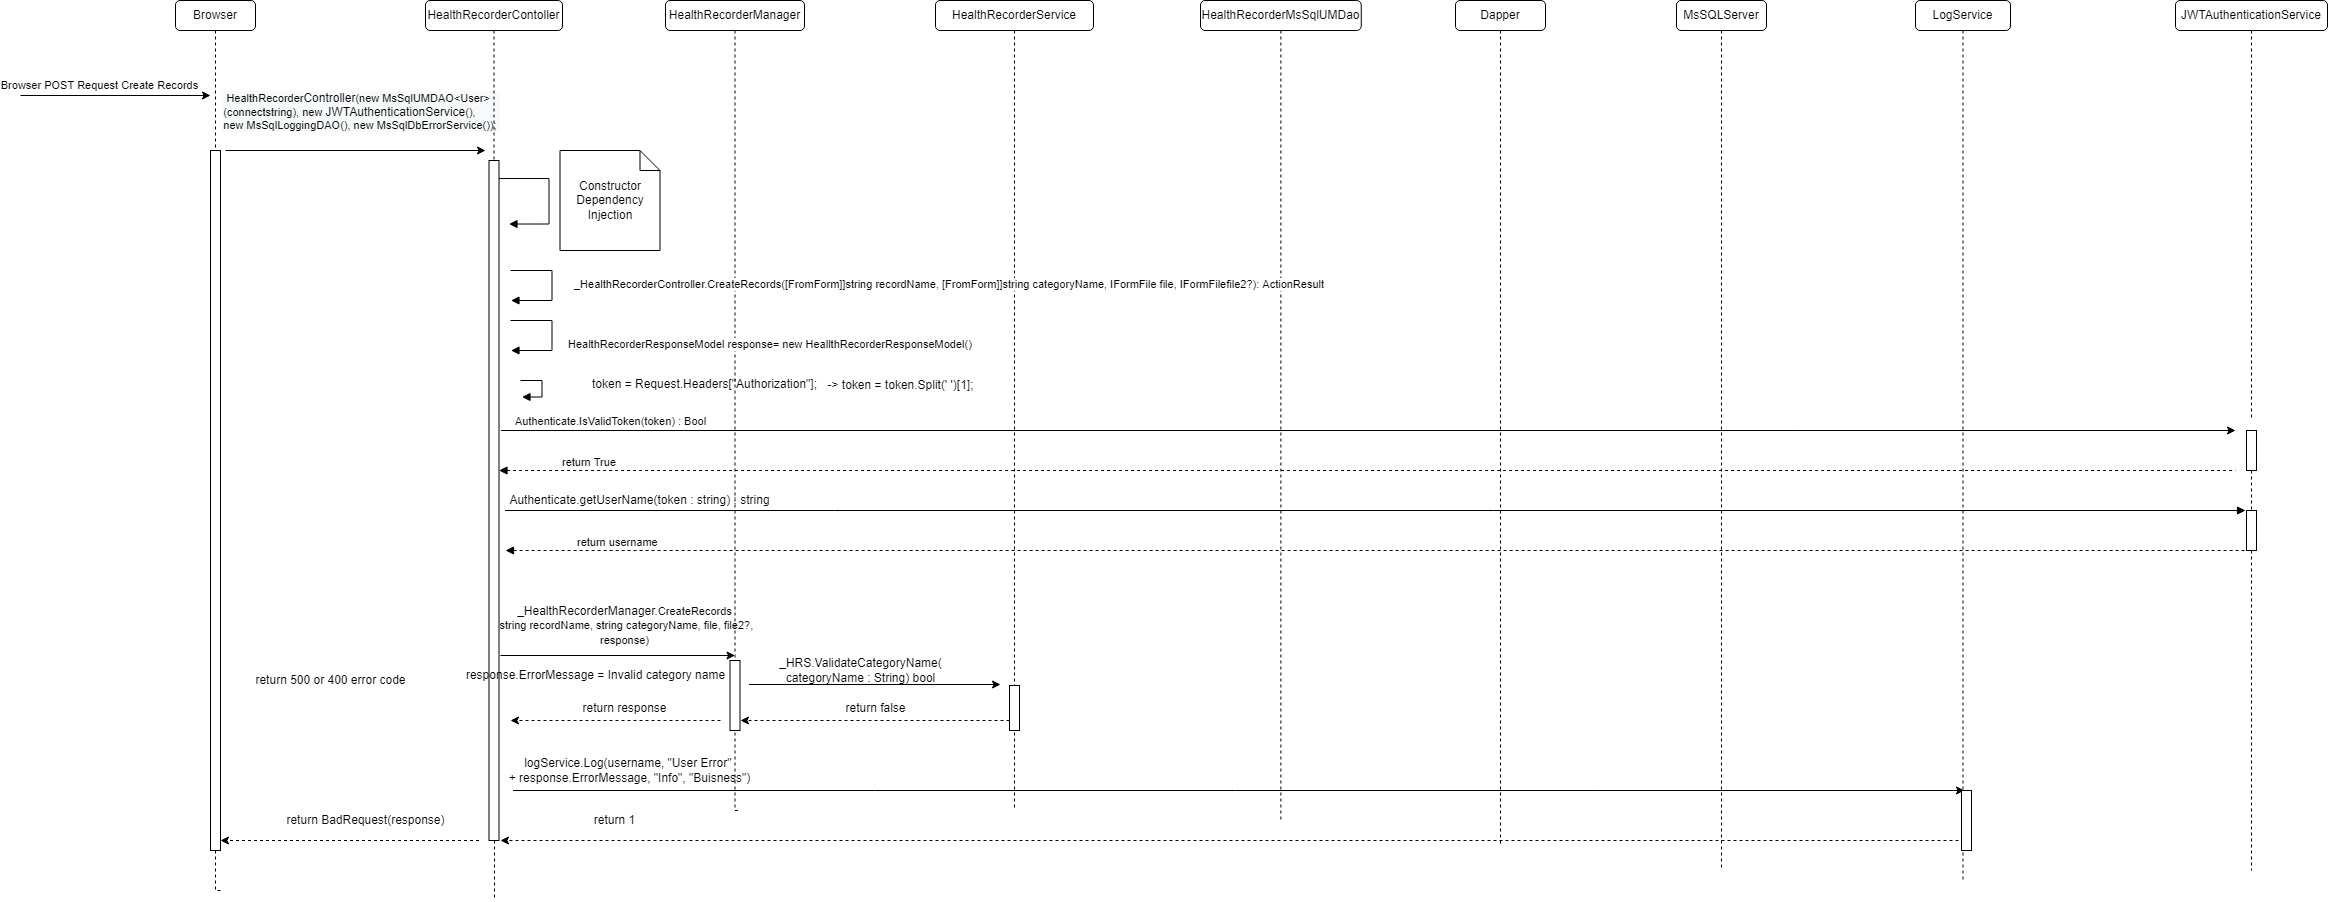 Browser
HealthRecorderContoller
HealthRecorderManager
HealthRecorderService
HealthRecorderMsSqlUMDao
Dapper
MsSQLServer
LogService
JWTAuthenticationService
Browser POST Request Create Records
HealthRecorderController(new MsSqlUMDAO<User>
(connectstring), new JWTAuthenticationService(),
new MsSqlLoggingDAO(), new MsSqlDbErrorService());
Constructor
Dependency
Injection
_HealthRecorderController.CreateRecords([FromForm]]string recordName, [FromForm]]string categoryName, IFormFile file, IFormFilefile2?): ActionResult
HealthRecorderResponseModel response= new HeallthRecorderResponseModel()
token = Request.Headers["Authorization"];   -> token = token.Split(' ')[1];
Authenticate.IsValidToken(token) : Bool
return True
Authenticate.getUserName(token : string) : string
return username
_HealthRecorderManager.CreateRecords
string recordName, string categoryName, file, file2?,
response)
response.ErrorMessage = Invalid category name
_HRS.ValidateCategoryName(
categoryName : String) bool
return 500 or 400 error code
return response
return false
logService.Log(username, "User Error"
+ response.ErrorMessage, "Info", "Buisness")
return BadRequest(response)
return 1